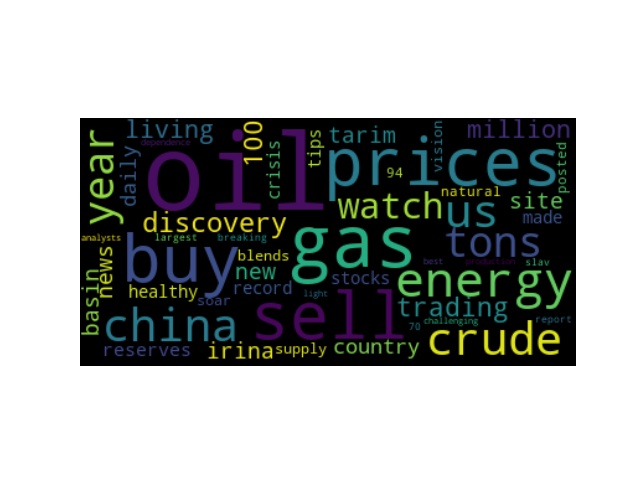 living
100
tips
tarim
vision
million
dependence
oil
prices
year
daily
crisis
94
posted
natural
watch
us
site
made
discovery
gas
tons
analysts
largest
breaking
buy
blends
best
production
slav
news
new
stocks
energy
basin
healthy
record
soar
light
sell
trading
china
70
challenging
report
crude
reserves
irina
supply
country